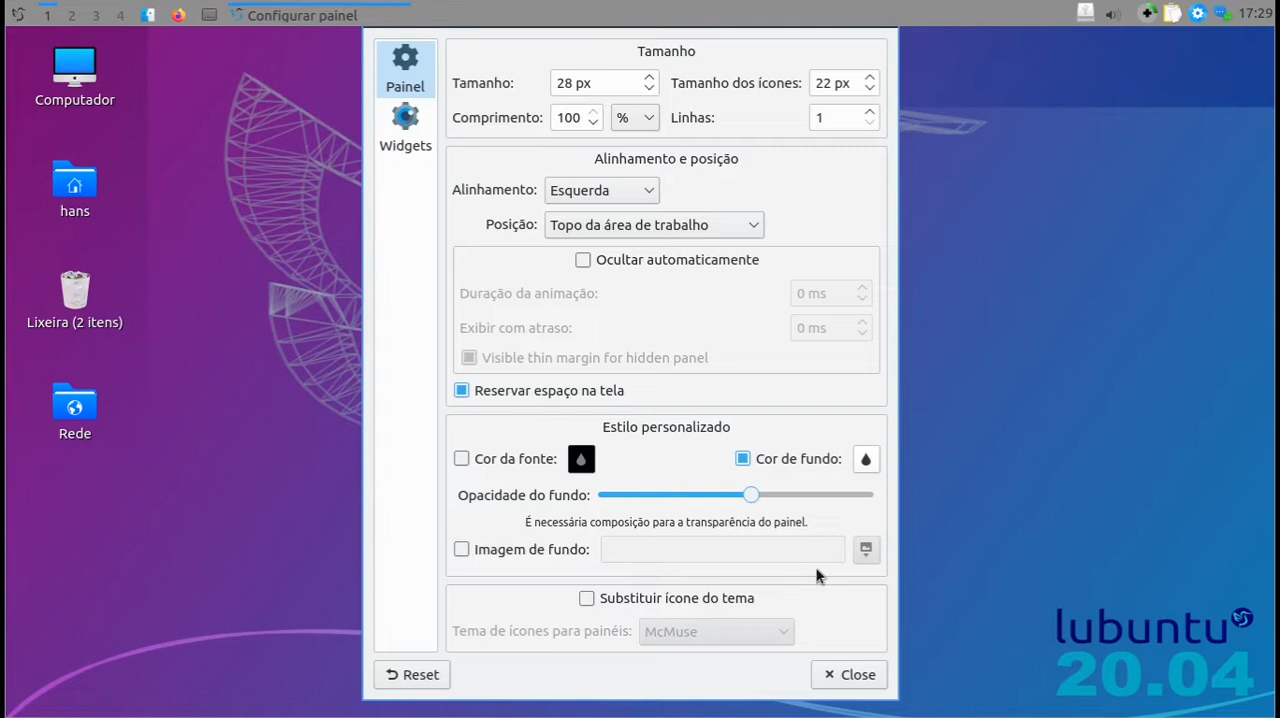 1 2 3 4 Configurar painel 17:29
Computador
hans
Lixeira (2 itens)
Rede
Painel
Widgets
Tamanho
Tamanho: 28 px Tamanho dos ícones: 22 px
Comprimento: 100 % Linhas: 1
Alinhamento e posição
Alinhamento: Esquerda
Posição: Topo da área de trabalho
Ocultar automaticamente
Duração da animação: 0 ms
Exibir com atraso: 0 ms
Visible thin margin for hidden panel
Reservar espaço na tela
Estilo personalizado
Cor da fonte: Cor de fundo:
Opacidade do fundo:
É necessária composição para a transparência do painel.
Imagem de fundo:
Substituir ícone do tema
Tema de ícones para painéis: McMuse
Reset Close
lubuntu
20.04